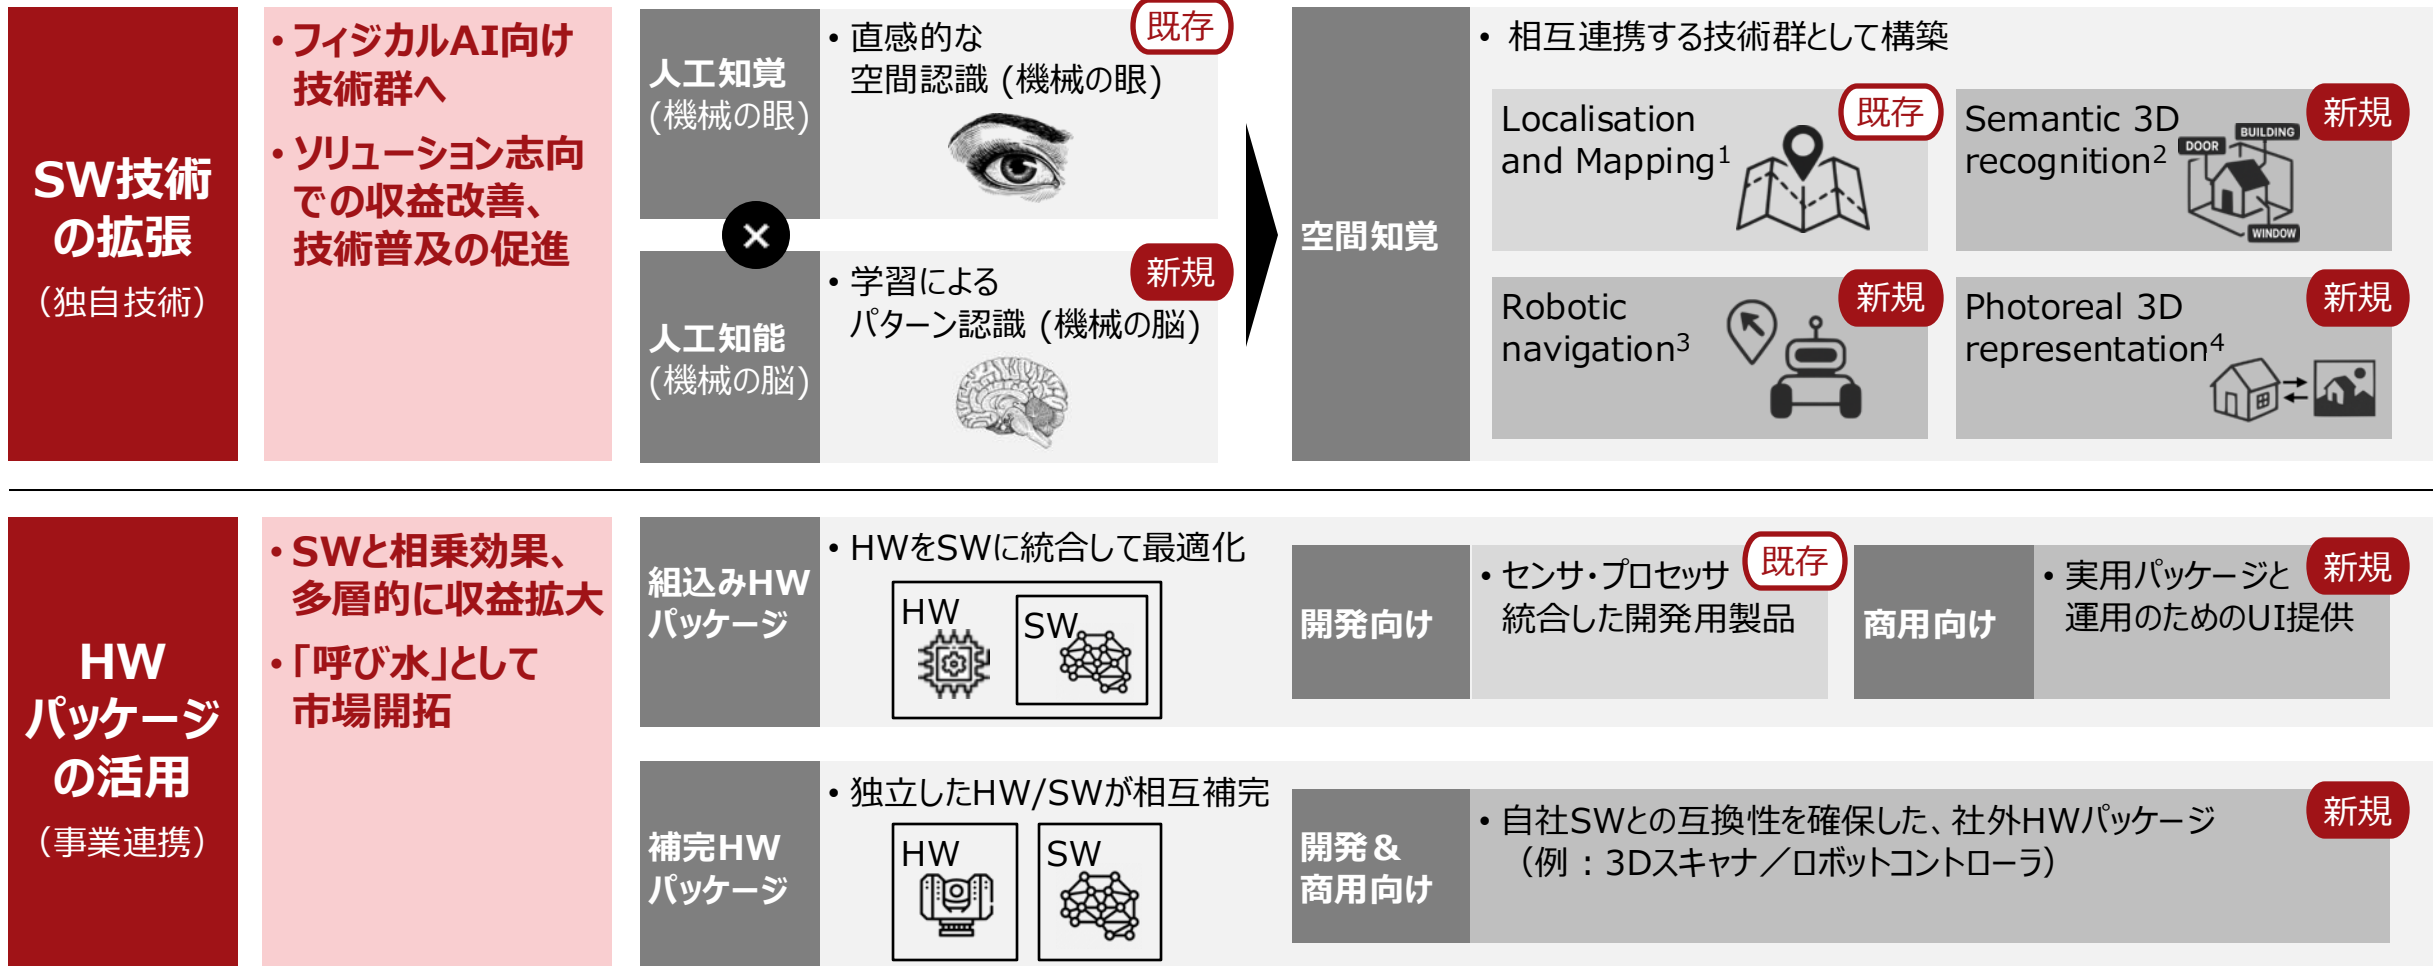 SW技術
の拡張
（独自技術）
・フィジカルAI向け
技術群へ
・ソリューション志向
での収益改善、
技術普及の促進
人工知覚
(機械の眼)
• 直感的な
空間認識 (機械の眼)
既存
×
人工知能
(機械の脳)
• 学習による
パターン認識 (機械の脳)
新規
空間知覚
• 相互連携する技術群として構築
Localisation
and Mapping1
既存
Semantic 3D
recognition2
新規
BUILDING
DOOR
WINDOW
Robotic
navigation3
新規
Photoreal 3D
representation4
新規
HW
パッケージ
の活用
（事業連携）
・SWと相乗効果、
多層的に収益拡大
・「呼び水」として
市場開拓
組込みHW
パッケージ
• HWをSWに統合して最適化
HW
SW
開発向け
• センサ・プロセッサ
統合した開発用製品
既存
商用向け
• 実用パッケージと
運用のためのUI提供
新規
補完HW
パッケージ
• 独立したHW/SWが相互補完
HW
SW
開発＆
商用向け
• 自社SWとの互換性を確保した、社外HWパッケージ
（例：3Dスキャナ／ロボットコントローラ）
新規